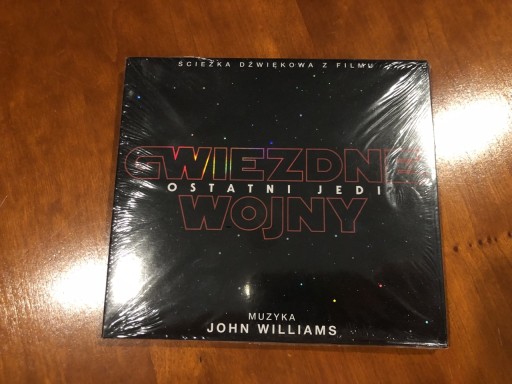 ŚCIEŻKA DŹWIĘKOWA Z FILMU
GWIEZDNE
OSTATNI JEDI
WOJNY
MUZYKA
JOHN WILLIAMS